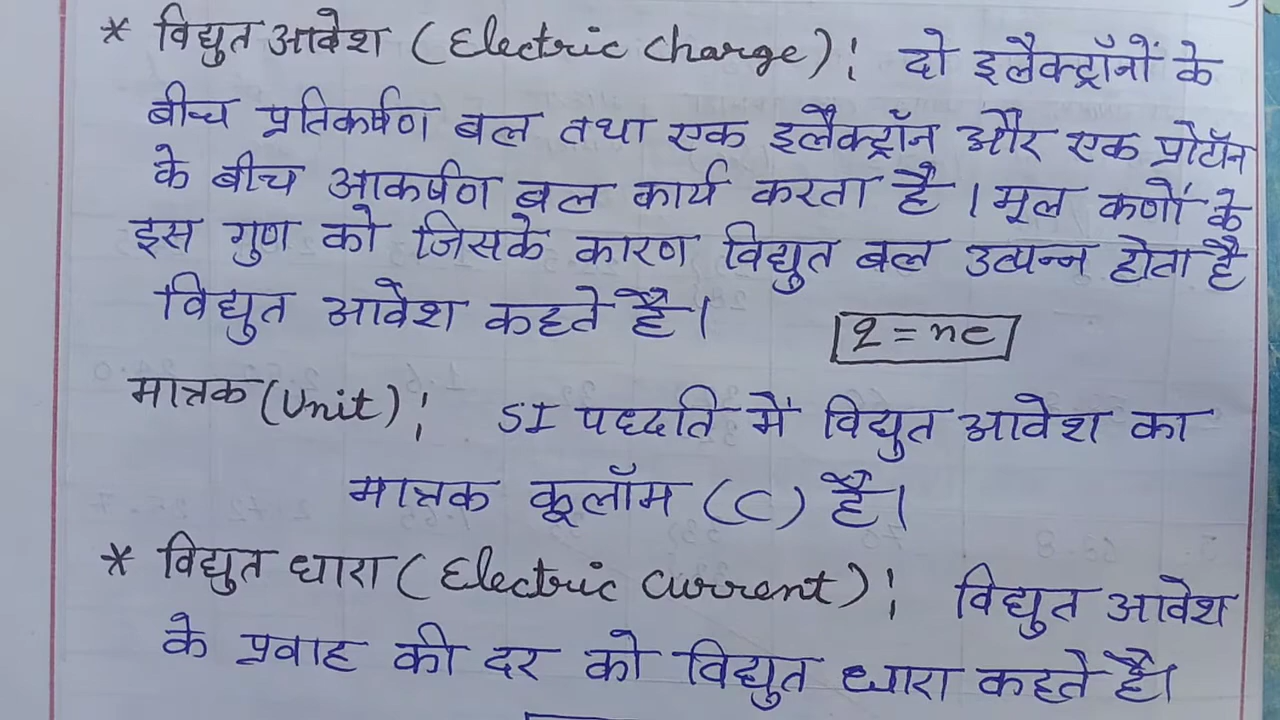 * विद्युत आवेश (Electric Charge) : दो इलैक्ट्रॉनों के
बीच प्रतिकर्षण बल तथा एक इलैक्ट्रॉन और एक प्रोटॉन
के बीच आकर्षण बल कार्य करता है । मूल कणों के
इस गुण को जिसके कारण विद्युत बल उत्पन्न होता है
विद्युत आवेश कहते हैं।
q = ne
मात्रक (Unit) : SI पद्धति में विद्युत आवेश का
मात्रक कूलॉम (C) है।
* विद्युत धारा (Electric Current) : विद्युत आवेश
के प्रवाह की दर को विद्युत धारा कहते हैं।